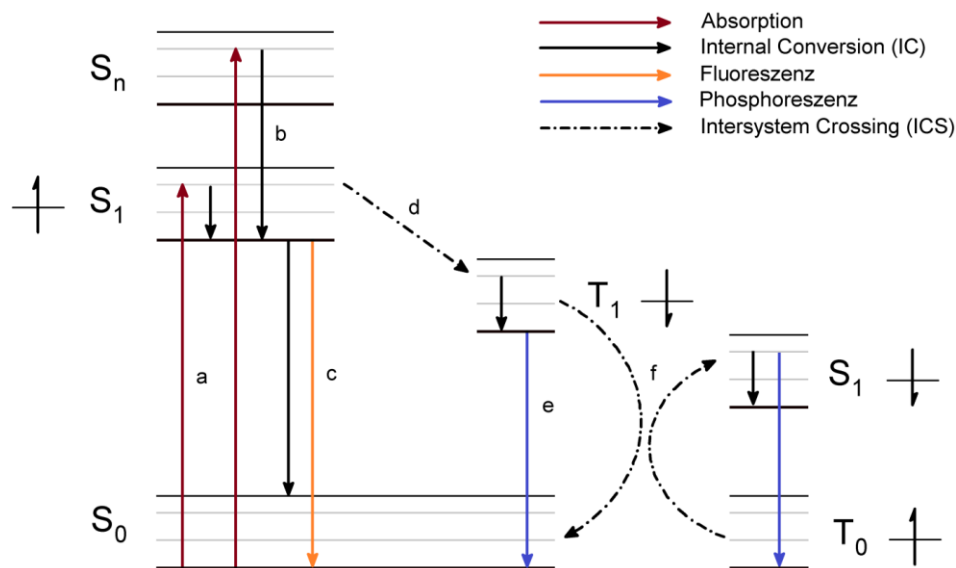 Absorption
Internal Conversion (IC)
Fluoreszenz
Phosphoreszenz
Intersystem Crossing (ICS)
Sn
b
S1
d
T1
a
c
e
f
S1
S0
T0